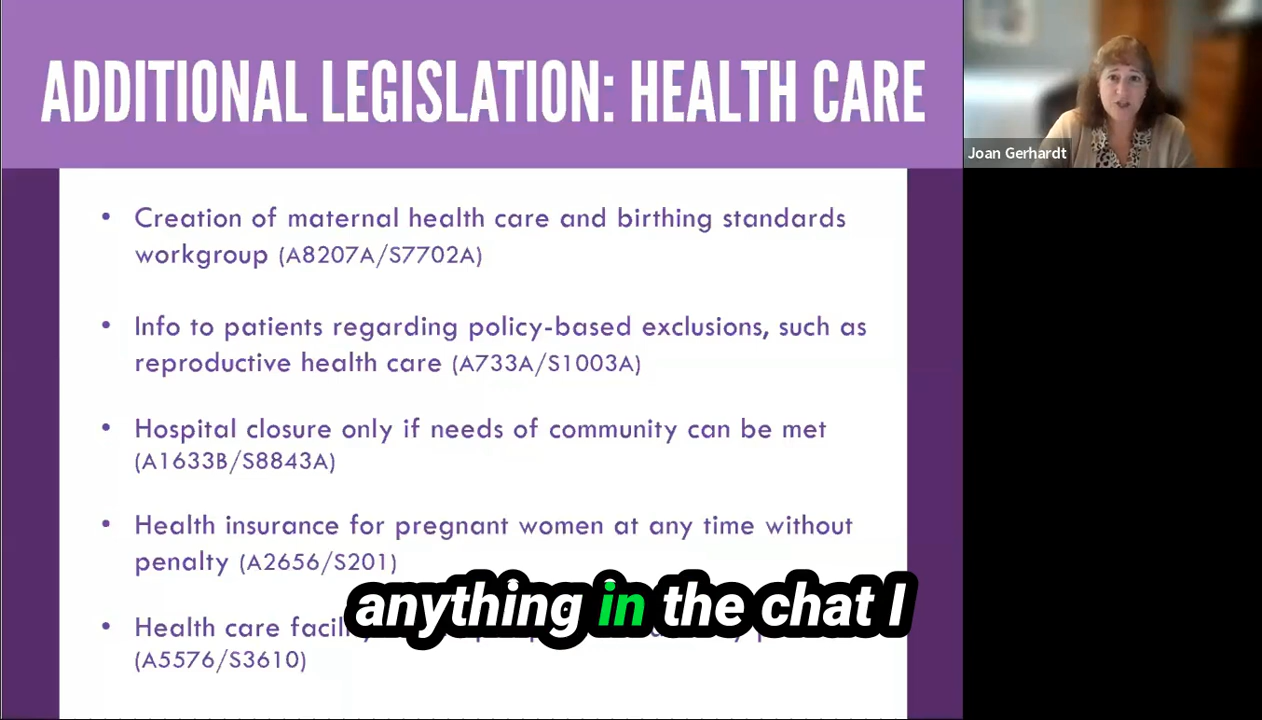 ADDITIONAL LEGISLATION: HEALTH CARE
Joan Gerhardt
• Creation of maternal health care and birthing standards
workgroup (A8207A/S7702A)
• Info to patients regarding policy-based exclusions, such as
reproductive health care (A733A/S1003A)
• Hospital closure only if needs of community can be met
(A1633B/S8843A)
• Health insurance for pregnant women at any time without
penalty (A2656/S201)
anything in the chat I
• Health care
(A5576/S3610)